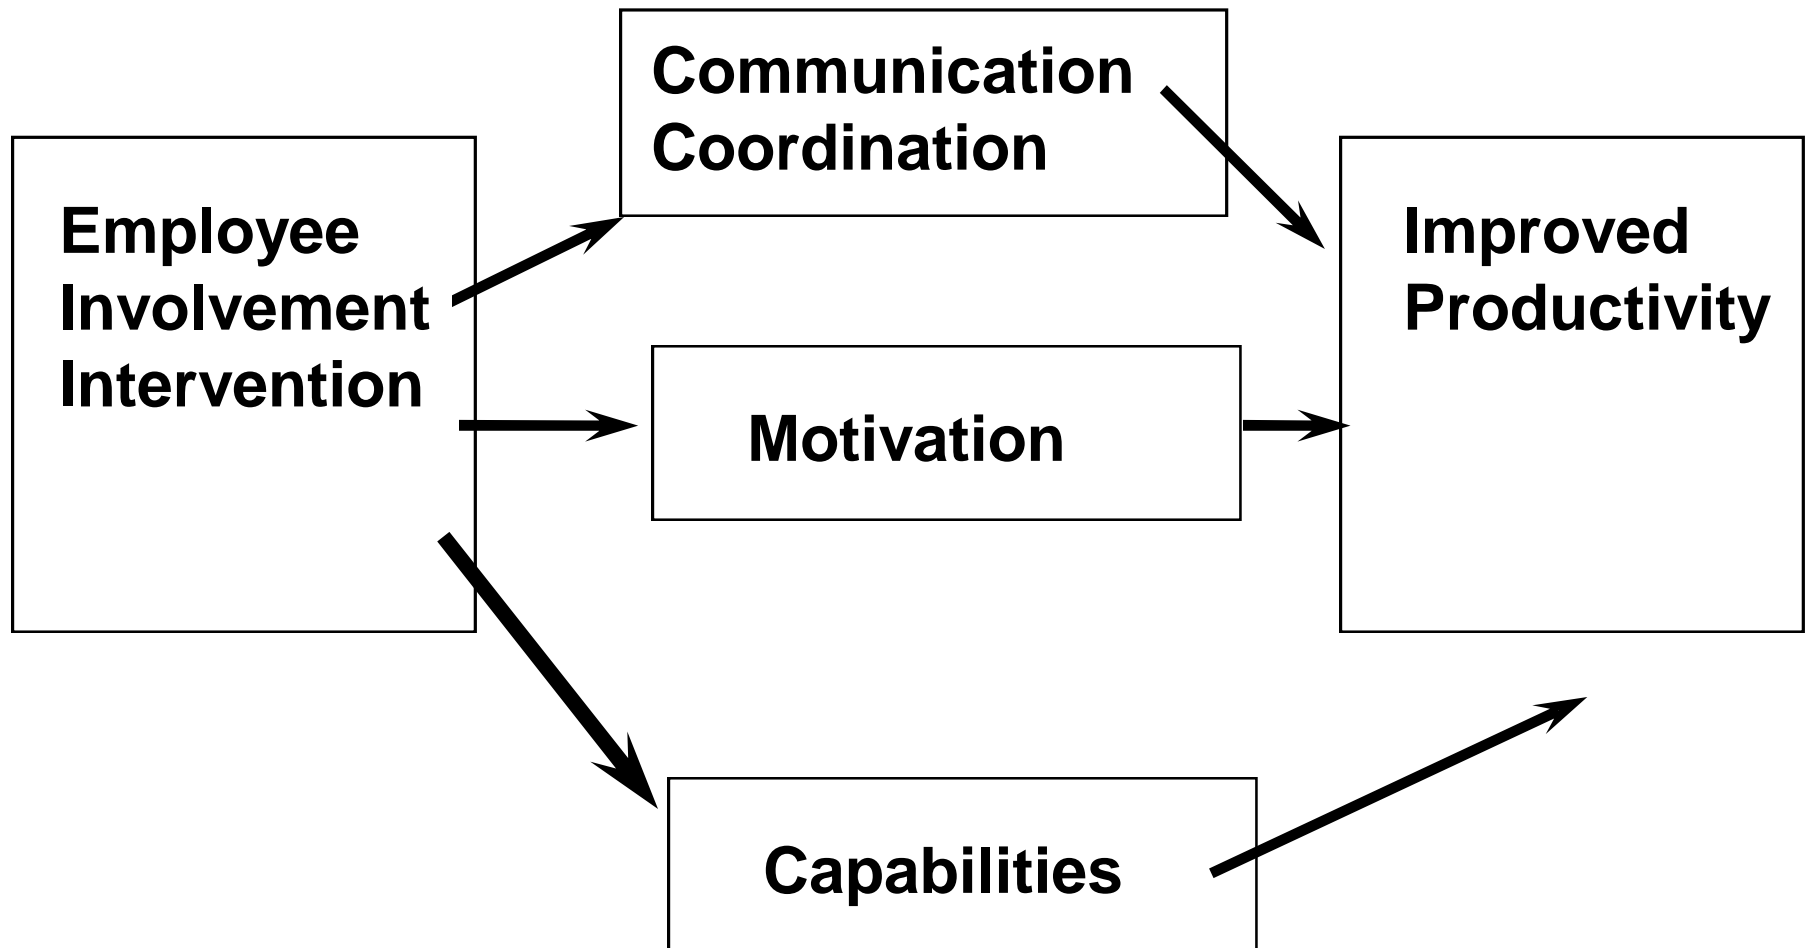 Employee
Involvement
Intervention
Communication
Coordination
Motivation
Capabilities
Improved
Productivity